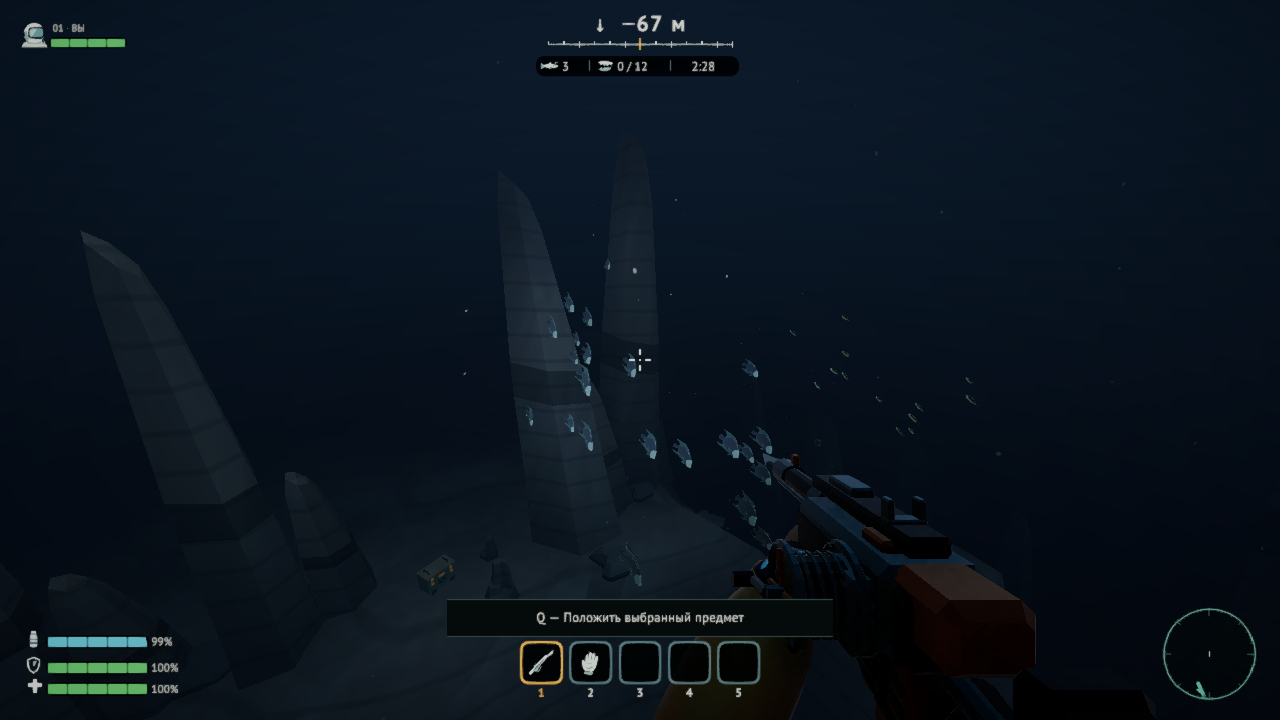 01 · ВЫ
−67 м
3 | 0 / 12 | 2:28
Q — Положить выбранный предмет
1 2 3 4 5
99%
100%
100%